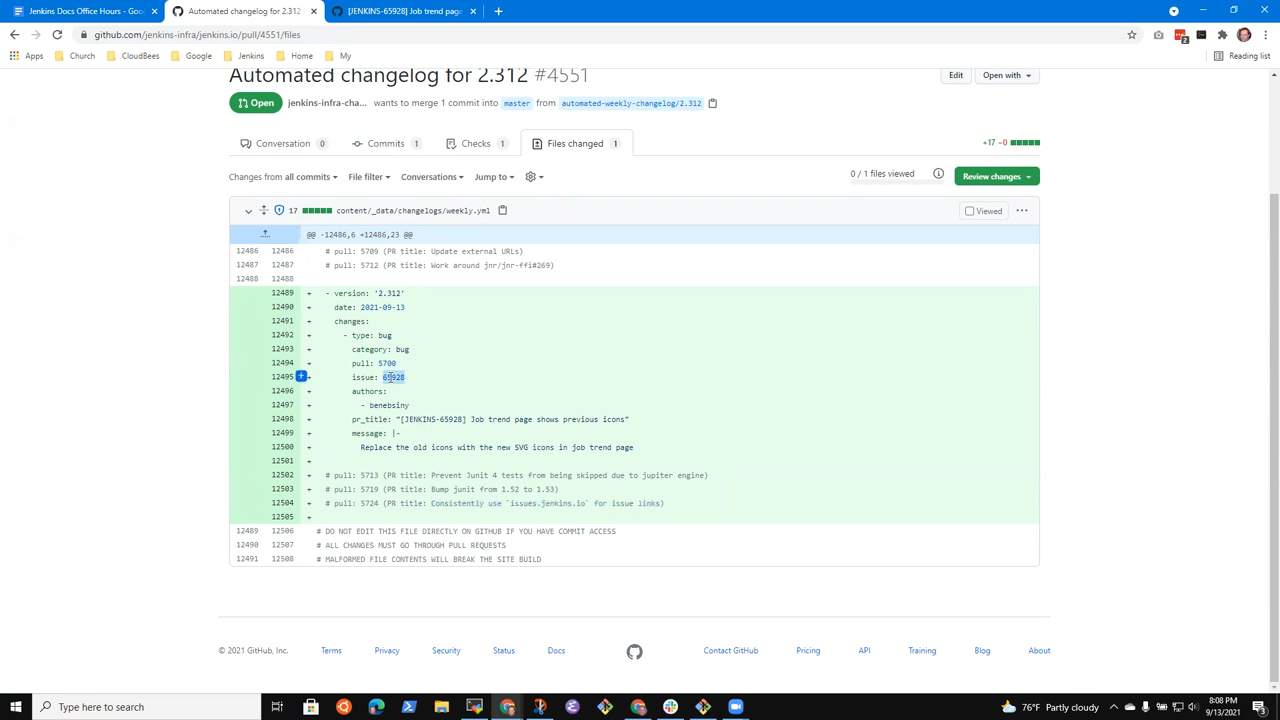 Jenkins Docs Office Hours - Goo
Automated changelog for 2.312
[JENKINS-65928] Job trend page
github.com/jenkins-infra/jenkins.io/pull/4551/files
2
Apps
Church
CloudBees
Google
Jenkins
Home
My
Reading list
Automated changelog for 2.312 #4551
Edit
Open with
Open
jenkins-infra-cha... wants to merge 1 commit into master from automated-weekly-changelog/2.312
Conversation 0
Commits 1
Checks 1
Files changed 1
+17 −0
Changes from all commits
File filter
Conversations
Jump to
0 / 1 files viewed
Review changes
17
content/_data/changelogs/weekly.yml
Viewed
@@ -12486,6 +12486,23 @@
12486 12486 # pull: 5709 (PR title: Update external URLs)
12487 12487 # pull: 5712 (PR title: Work around jnr/jnr-ffi#269)
12488 12488
12489 + - version: '2.312'
12490 + date: 2021-09-13
12491 + changes:
12492 + - type: bug
12493 + category: bug
12494 + pull: 5700
12495 + issue: 65928
12496 + authors:
12497 + - benebsiny
12498 + pr_title: "[JENKINS-65928] Job trend page shows previous icons"
12499 + message: |-
12500 + Replace the old icons with the new SVG icons in job trend page
12501 +
12502 + # pull: 5713 (PR title: Prevent Junit 4 tests from being skipped due to jupiter engine)
12503 + # pull: 5719 (PR title: Bump junit from 1.52 to 1.53)
12504 + # pull: 5724 (PR title: Consistently use `issues.jenkins.io` for issue links)
12505 +
12489 12506 # DO NOT EDIT THIS FILE DIRECTLY ON GITHUB IF YOU HAVE COMMIT ACCESS
12490 12507 # ALL CHANGES MUST GO THROUGH PULL REQUESTS
12491 12508 # MALFORMED FILE CONTENTS WILL BREAK THE SITE BUILD
© 2021 GitHub, Inc.
Terms
Privacy
Security
Status
Docs
Contact GitHub
Pricing
API
Training
Blog
About
Type here to search
76°F Partly cloudy
8:08 PM
9/13/2021
3